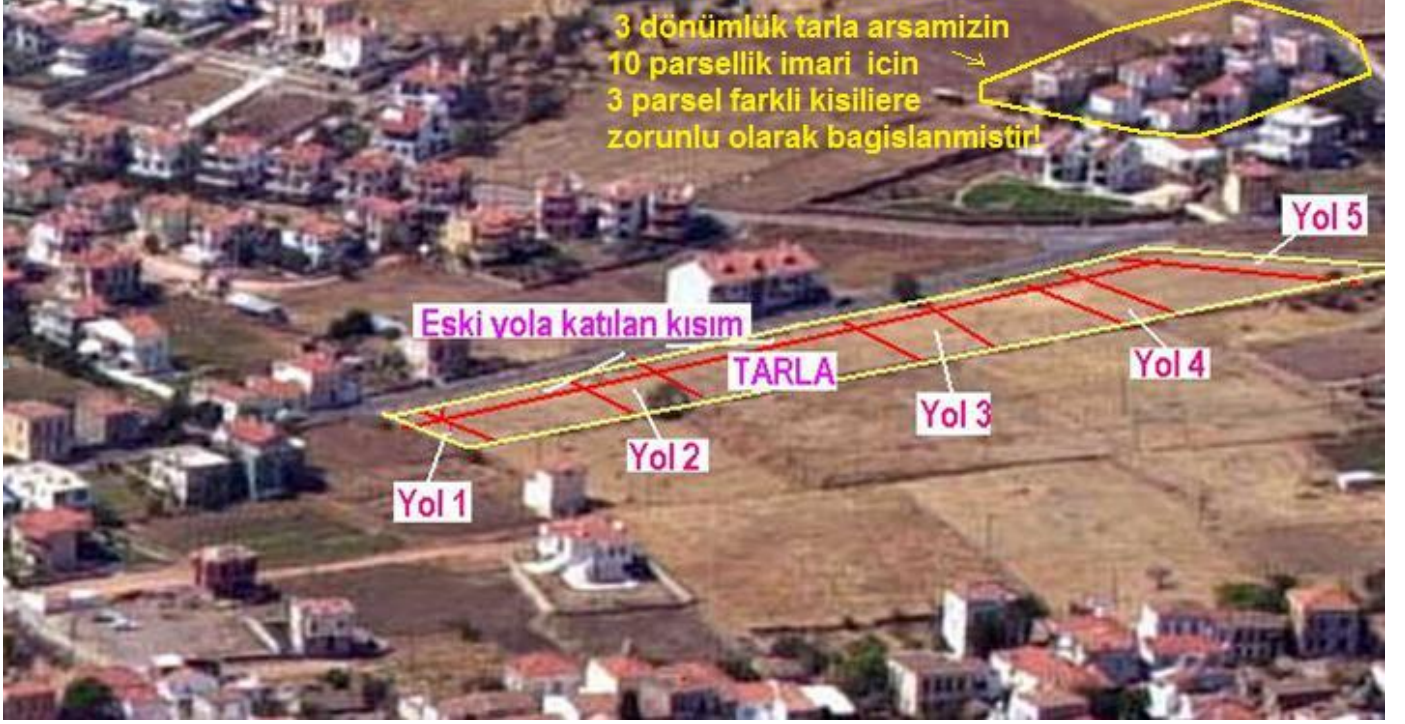 3 dönümlük tarla arsamizin
10 parsellik imari icin
3 parsel farkli kisiliere
zorunlu olarak bagislanmistir!
Yol 5
Eski yola katılan kısım
TARLA
Yol 4
Yol 3
Yol 2
Yol 1